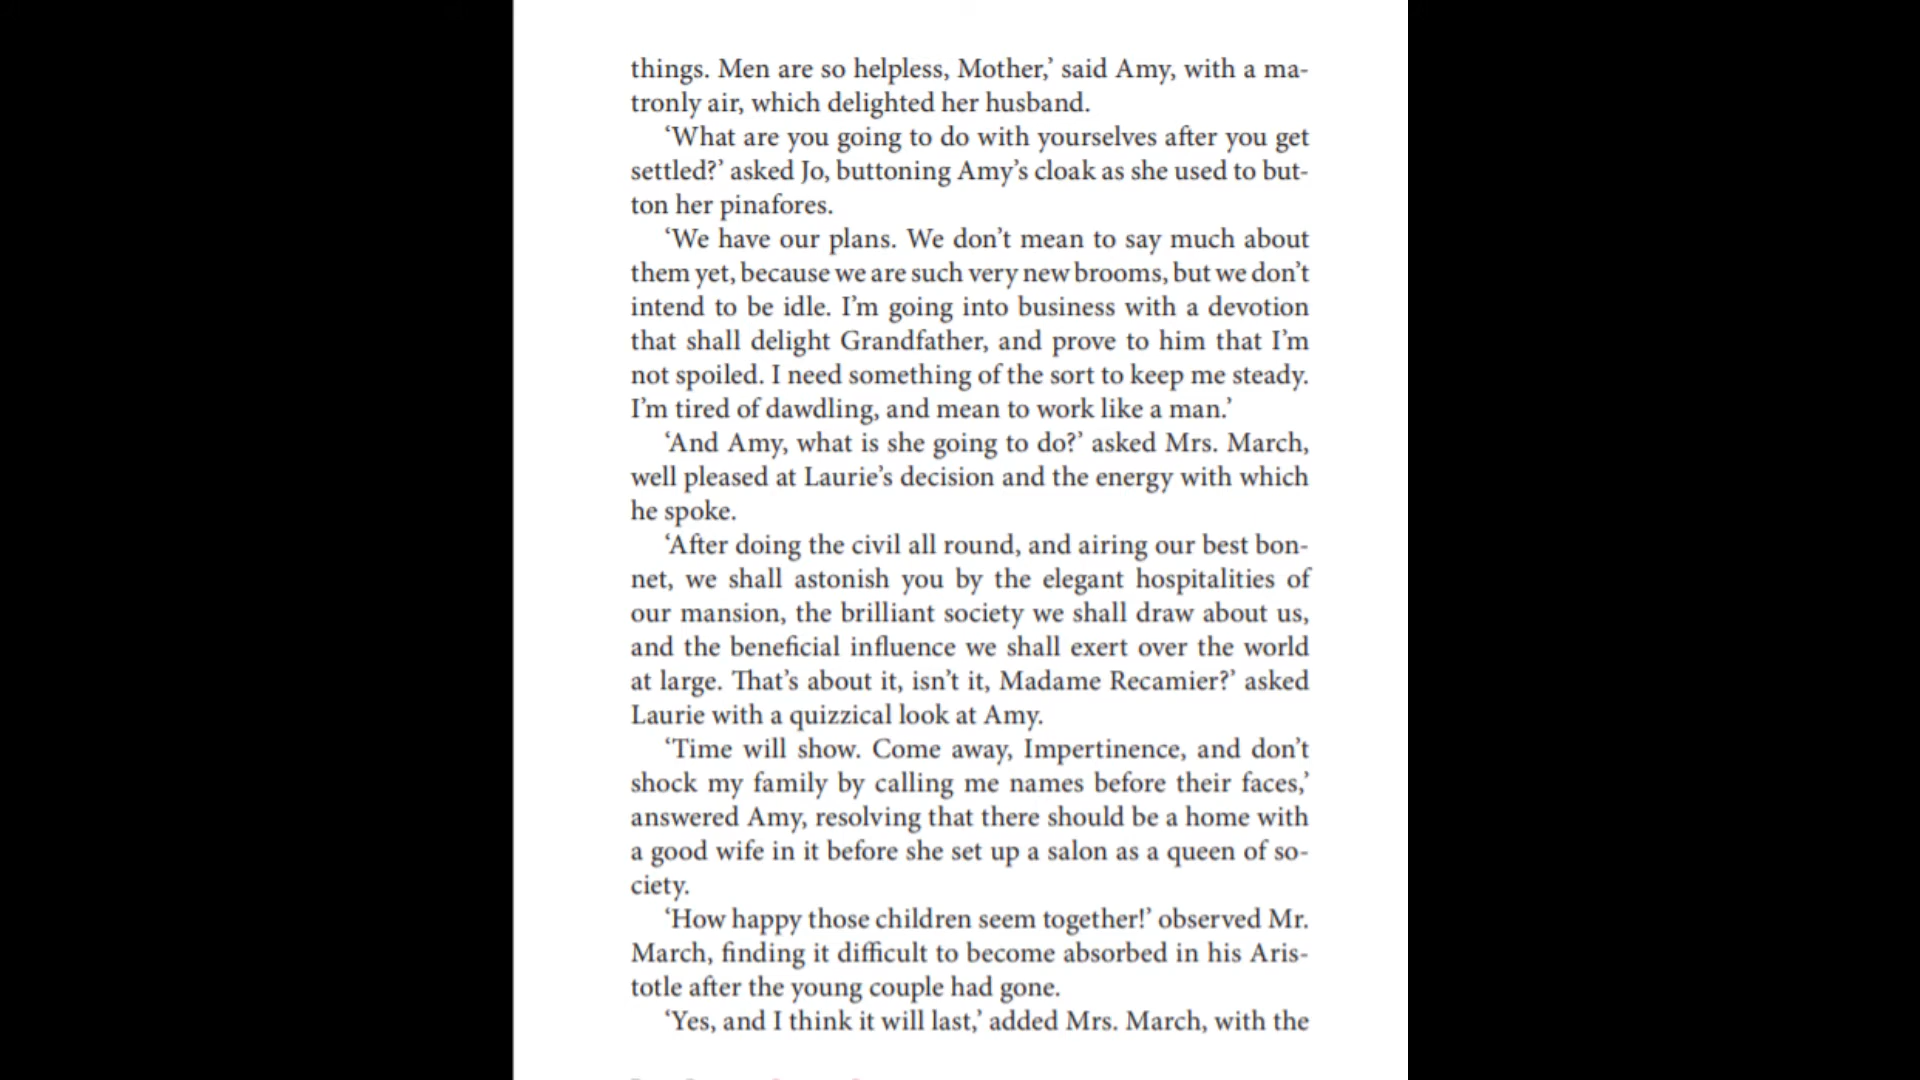 things. Men are so helpless, Mother,’ said Amy, with a ma-
tronly air, which delighted her husband.
‘What are you going to do with yourselves after you get
settled?’ asked Jo, buttoning Amy’s cloak as she used to but-
ton her pinafores.
‘We have our plans. We don’t mean to say much about
them yet, because we are such very new brooms, but we don’t
intend to be idle. I’m going into business with a devotion
that shall delight Grandfather, and prove to him that I’m
not spoiled. I need something of the sort to keep me steady.
I’m tired of dawdling, and mean to work like a man.’
‘And Amy, what is she going to do?’ asked Mrs. March,
well pleased at Laurie’s decision and the energy with which
he spoke.
‘After doing the civil all round, and airing our best bon-
net, we shall astonish you by the elegant hospitalities of
our mansion, the brilliant society we shall draw about us,
and the beneficial influence we shall exert over the world
at large. That’s about it, isn’t it, Madame Recamier?’ asked
Laurie with a quizzical look at Amy.
‘Time will show. Come away, Impertinence, and don’t
shock my family by calling me names before their faces,’
answered Amy, resolving that there should be a home with
a good wife in it before she set up a salon as a queen of so-
ciety.
‘How happy those children seem together!’ observed Mr.
March, finding it difficult to become absorbed in his Aris-
totle after the young couple had gone.
‘Yes, and I think it will last,’ added Mrs. March, with the